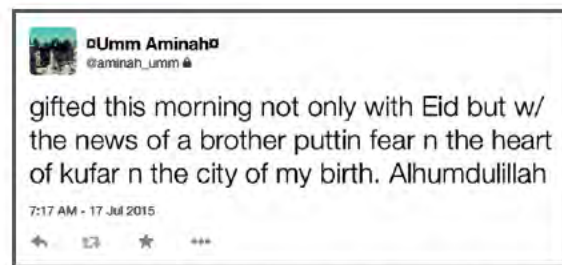 ¤Umm Aminah¤
@aminah_umm
gifted this morning not only with Eid but w/
the news of a brother puttin fear n the heart
of kufar n the city of my birth. Alhumdulillah
7:17 AM - 17 Jul 2015